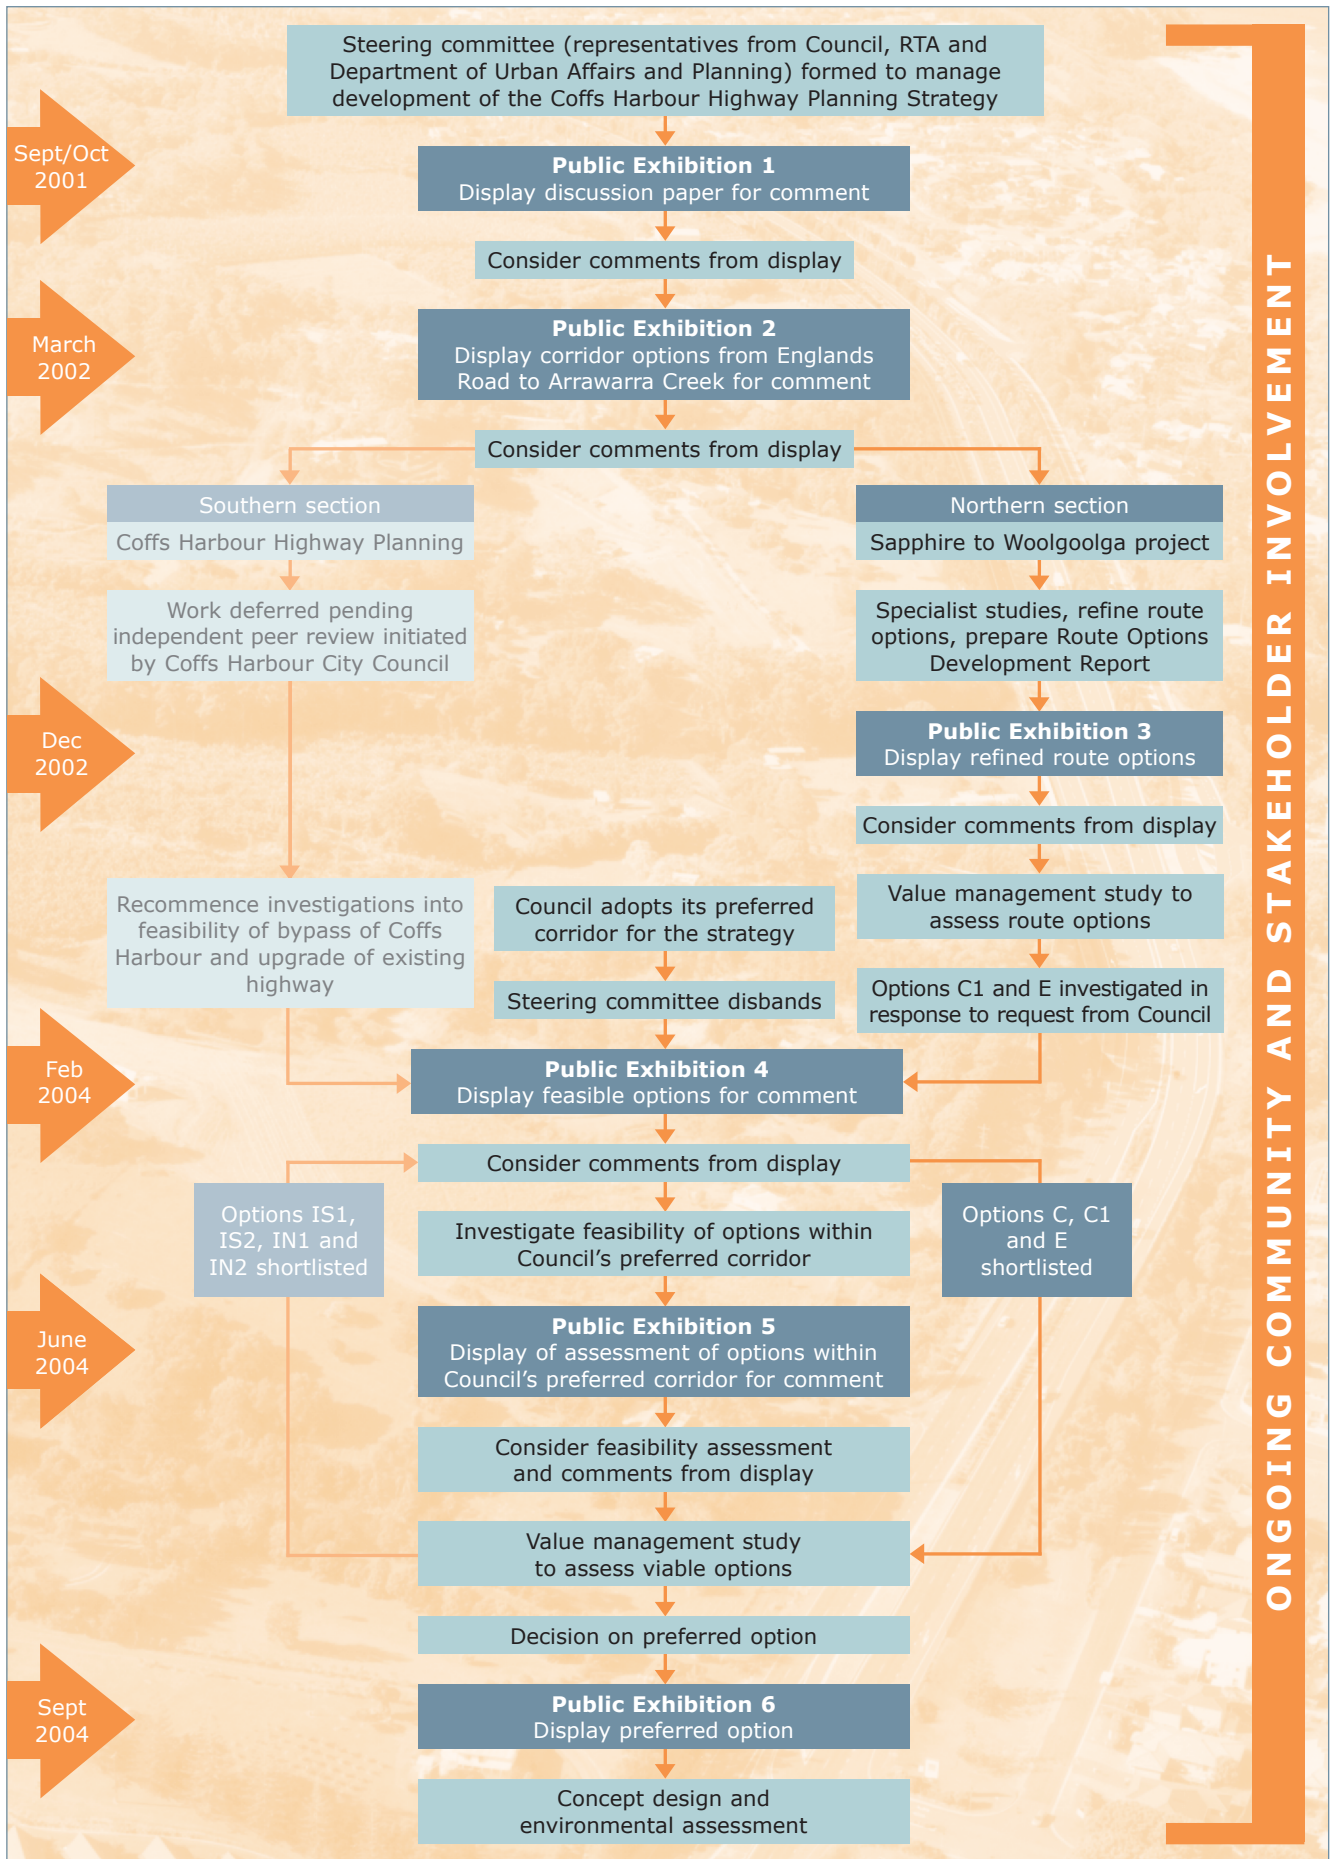 Steering committee (representatives from Council, RTA and
Department of Urban Affairs and Planning) formed to manage
development of the Coffs Harbour Highway Planning Strategy
Sept/Oct
2001
Public Exhibition 1
Display discussion paper for comment
Consider comments from display
March
2002
Public Exhibition 2
Display corridor options from Englands
Road to Arrawarra Creek for comment
Consider comments from display
Southern section
Coffs Harbour Highway Planning
Work deferred pending
independent peer review initiated
by Coffs Harbour City Council
Northern section
Sapphire to Woolgoolga project
Specialist studies, refine route
options, prepare Route Options
Development Report
Dec
2002
Public Exhibition 3
Display refined route options
Consider comments from display
Value management study to
assess route options
Options C1 and E investigated in
response to request from Council
Recommence investigations into
feasibility of bypass of Coffs
Harbour and upgrade of existing
highway
Council adopts its preferred
corridor for the strategy
Steering committee disbands
Feb
2004
Public Exhibition 4
Display feasible options for comment
Consider comments from display
Options IS1,
IS2, IN1 and
IN2 shortlisted
Investigate feasibility of options within
Council's preferred corridor
Options C, C1
and E
shortlisted
June
2004
Public Exhibition 5
Display of assessment of options within
Council's preferred corridor for comment
Consider feasibility assessment
and comments from display
Value management study
to assess viable options
Decision on preferred option
Sept
2004
Public Exhibition 6
Display preferred option
Concept design and
environmental assessment
ONGOING COMMUNITY AND STAKEHOLDER INVOLVEMENT